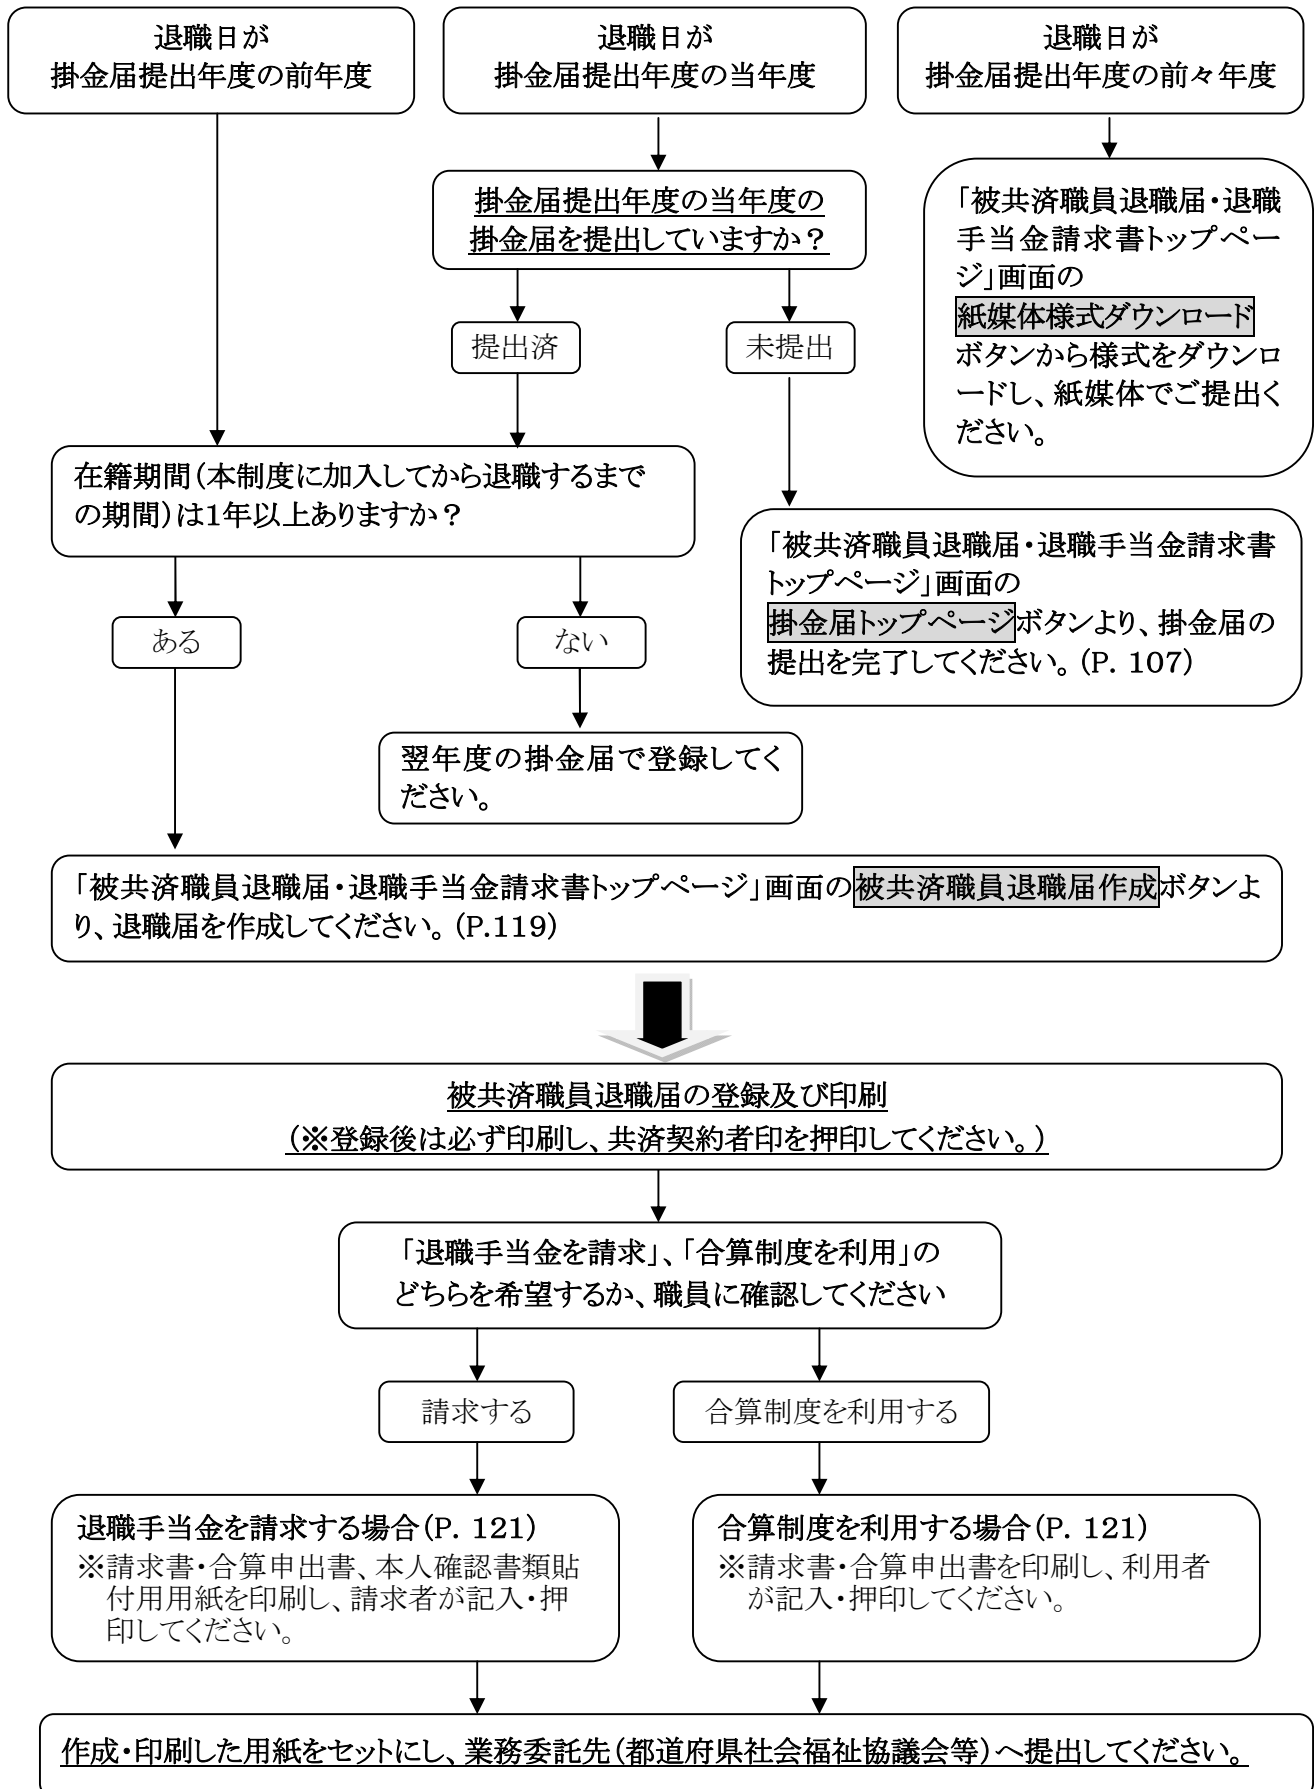 退職日が
掛金届提出年度の前年度
退職日が
掛金届提出年度の当年度
退職日が
掛金届提出年度の前々年度
掛金届提出年度の当年度の
掛金届を提出していますか？
「被共済職員退職届・退職
手当金請求書トップペー
ジ」画面の
紙媒体様式ダウンロード
ボタンから様式をダウンロ
ードし、紙媒体でご提出く
ださい。
提出済
未提出
在籍期間（本制度に加入してから退職するまで
の期間）は1年以上ありますか？
「被共済職員退職届・退職手当金請求書
トップページ」画面の
掛金届トップページボタンより、掛金届の
提出を完了してください。（P. 107）
ある
ない
翌年度の掛金届で登録してく
ださい。
「被共済職員退職届・退職手当金請求書トップページ」画面の被共済職員退職届作成ボタンよ
り、退職届を作成してください。（P.119）
被共済職員退職届の登録及び印刷
（※登録後は必ず印刷し、共済契約者印を押印してください。）
「退職手当金を請求」、「合算制度を利用」の
どちらを希望するか、職員に確認してください
請求する
合算制度を利用する
退職手当金を請求する場合（P. 121）
※請求書・合算申出書、本人確認書類貼
付用用紙を印刷し、請求者が記入・押
印してください。
合算制度を利用する場合（P. 121）
※請求書・合算申出書を印刷し、利用者
が記入・押印してください。
作成・印刷した用紙をセットにし、業務委託先（都道府県社会福祉協議会等）へ提出してください。